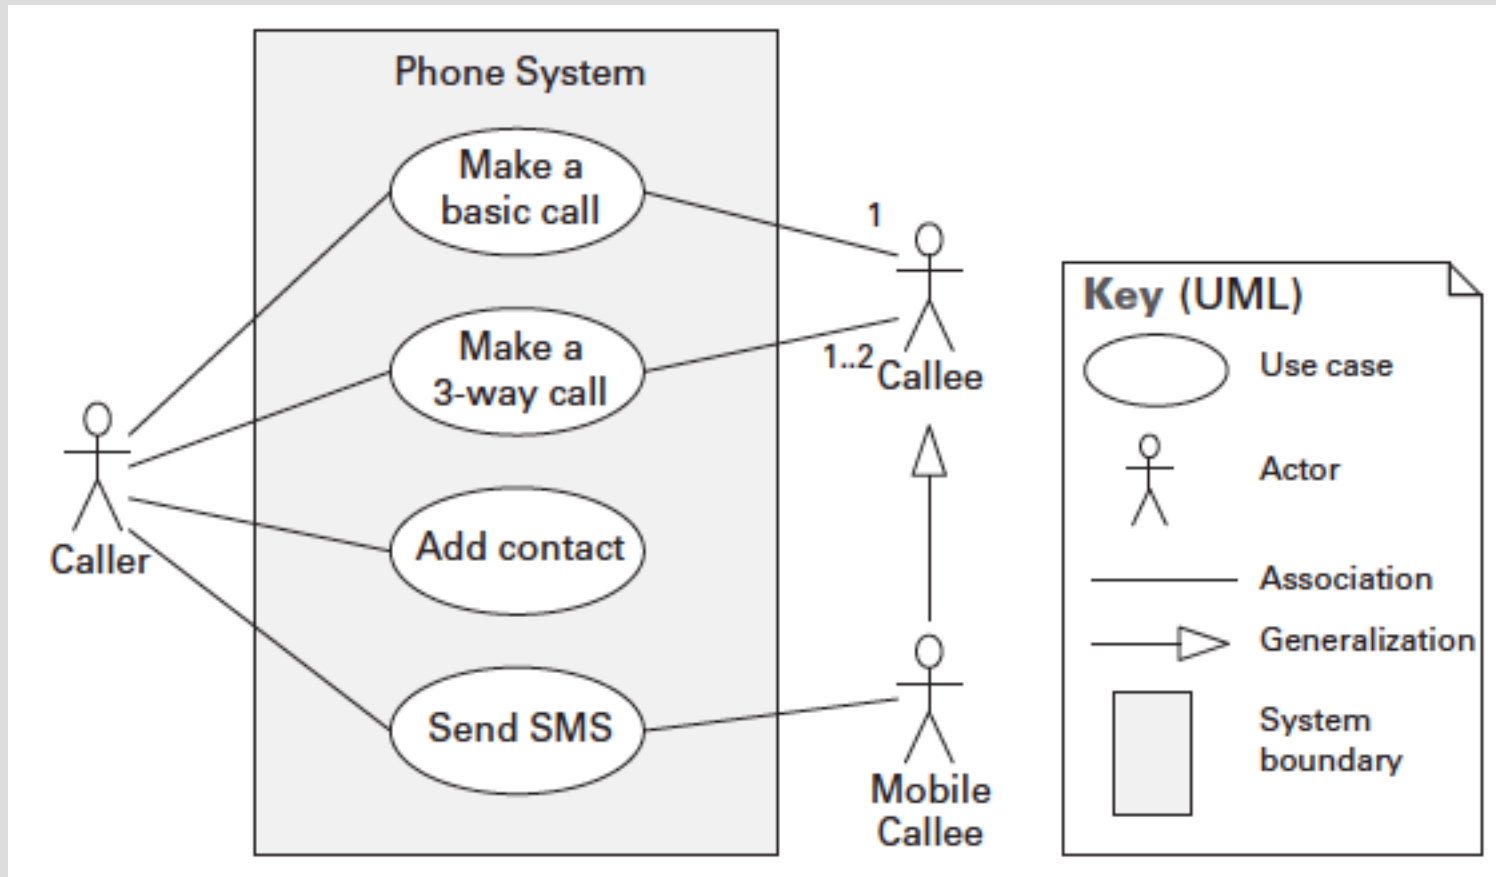 Phone System
Make a
basic call
1
Make a
3-way call
1..2
Callee
Caller
Add contact
Send SMS
Mobile
Callee
Key (UML)
Use case
Actor
Association
Generalization
System
boundary